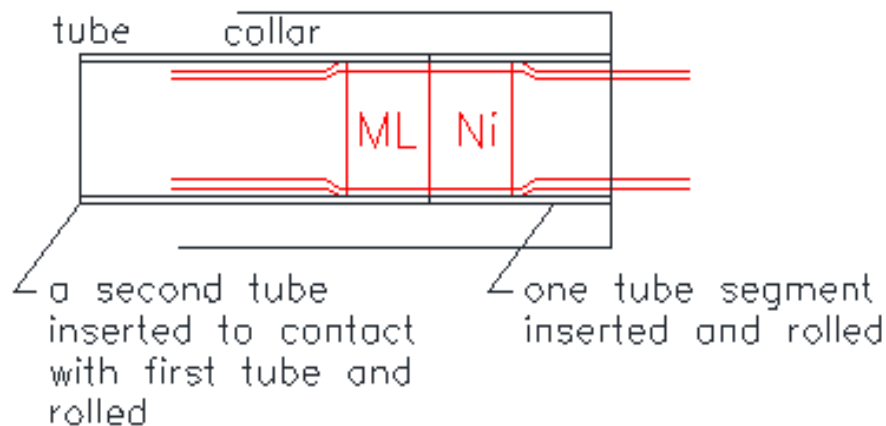 tube collar
ML Ni
a second tube
inserted to contact
with first tube and
rolled
one tube segment
inserted and rolled